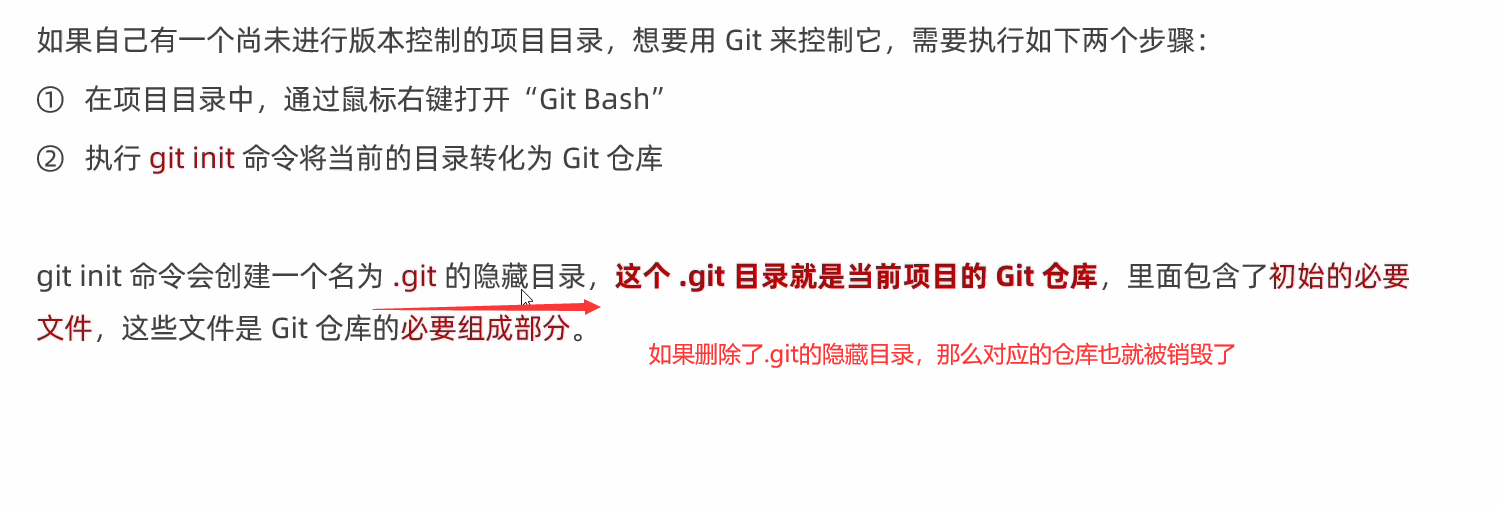 如果自己有一个尚未进行版本控制的项目目录，想要用 Git 来控制它，需要执行如下两个步骤：
① 在项目目录中，通过鼠标右键打开“Git Bash”
② 执行 git init 命令将当前的目录转化为 Git 仓库
git init 命令会创建一个名为 .git 的隐藏目录，这个 .git 目录就是当前项目的 Git 仓库，里面包含了初始的必要
文件，这些文件是 Git 仓库的必要组成部分。
如果删除了.git的隐藏目录，那么对应的仓库也就被销毁了